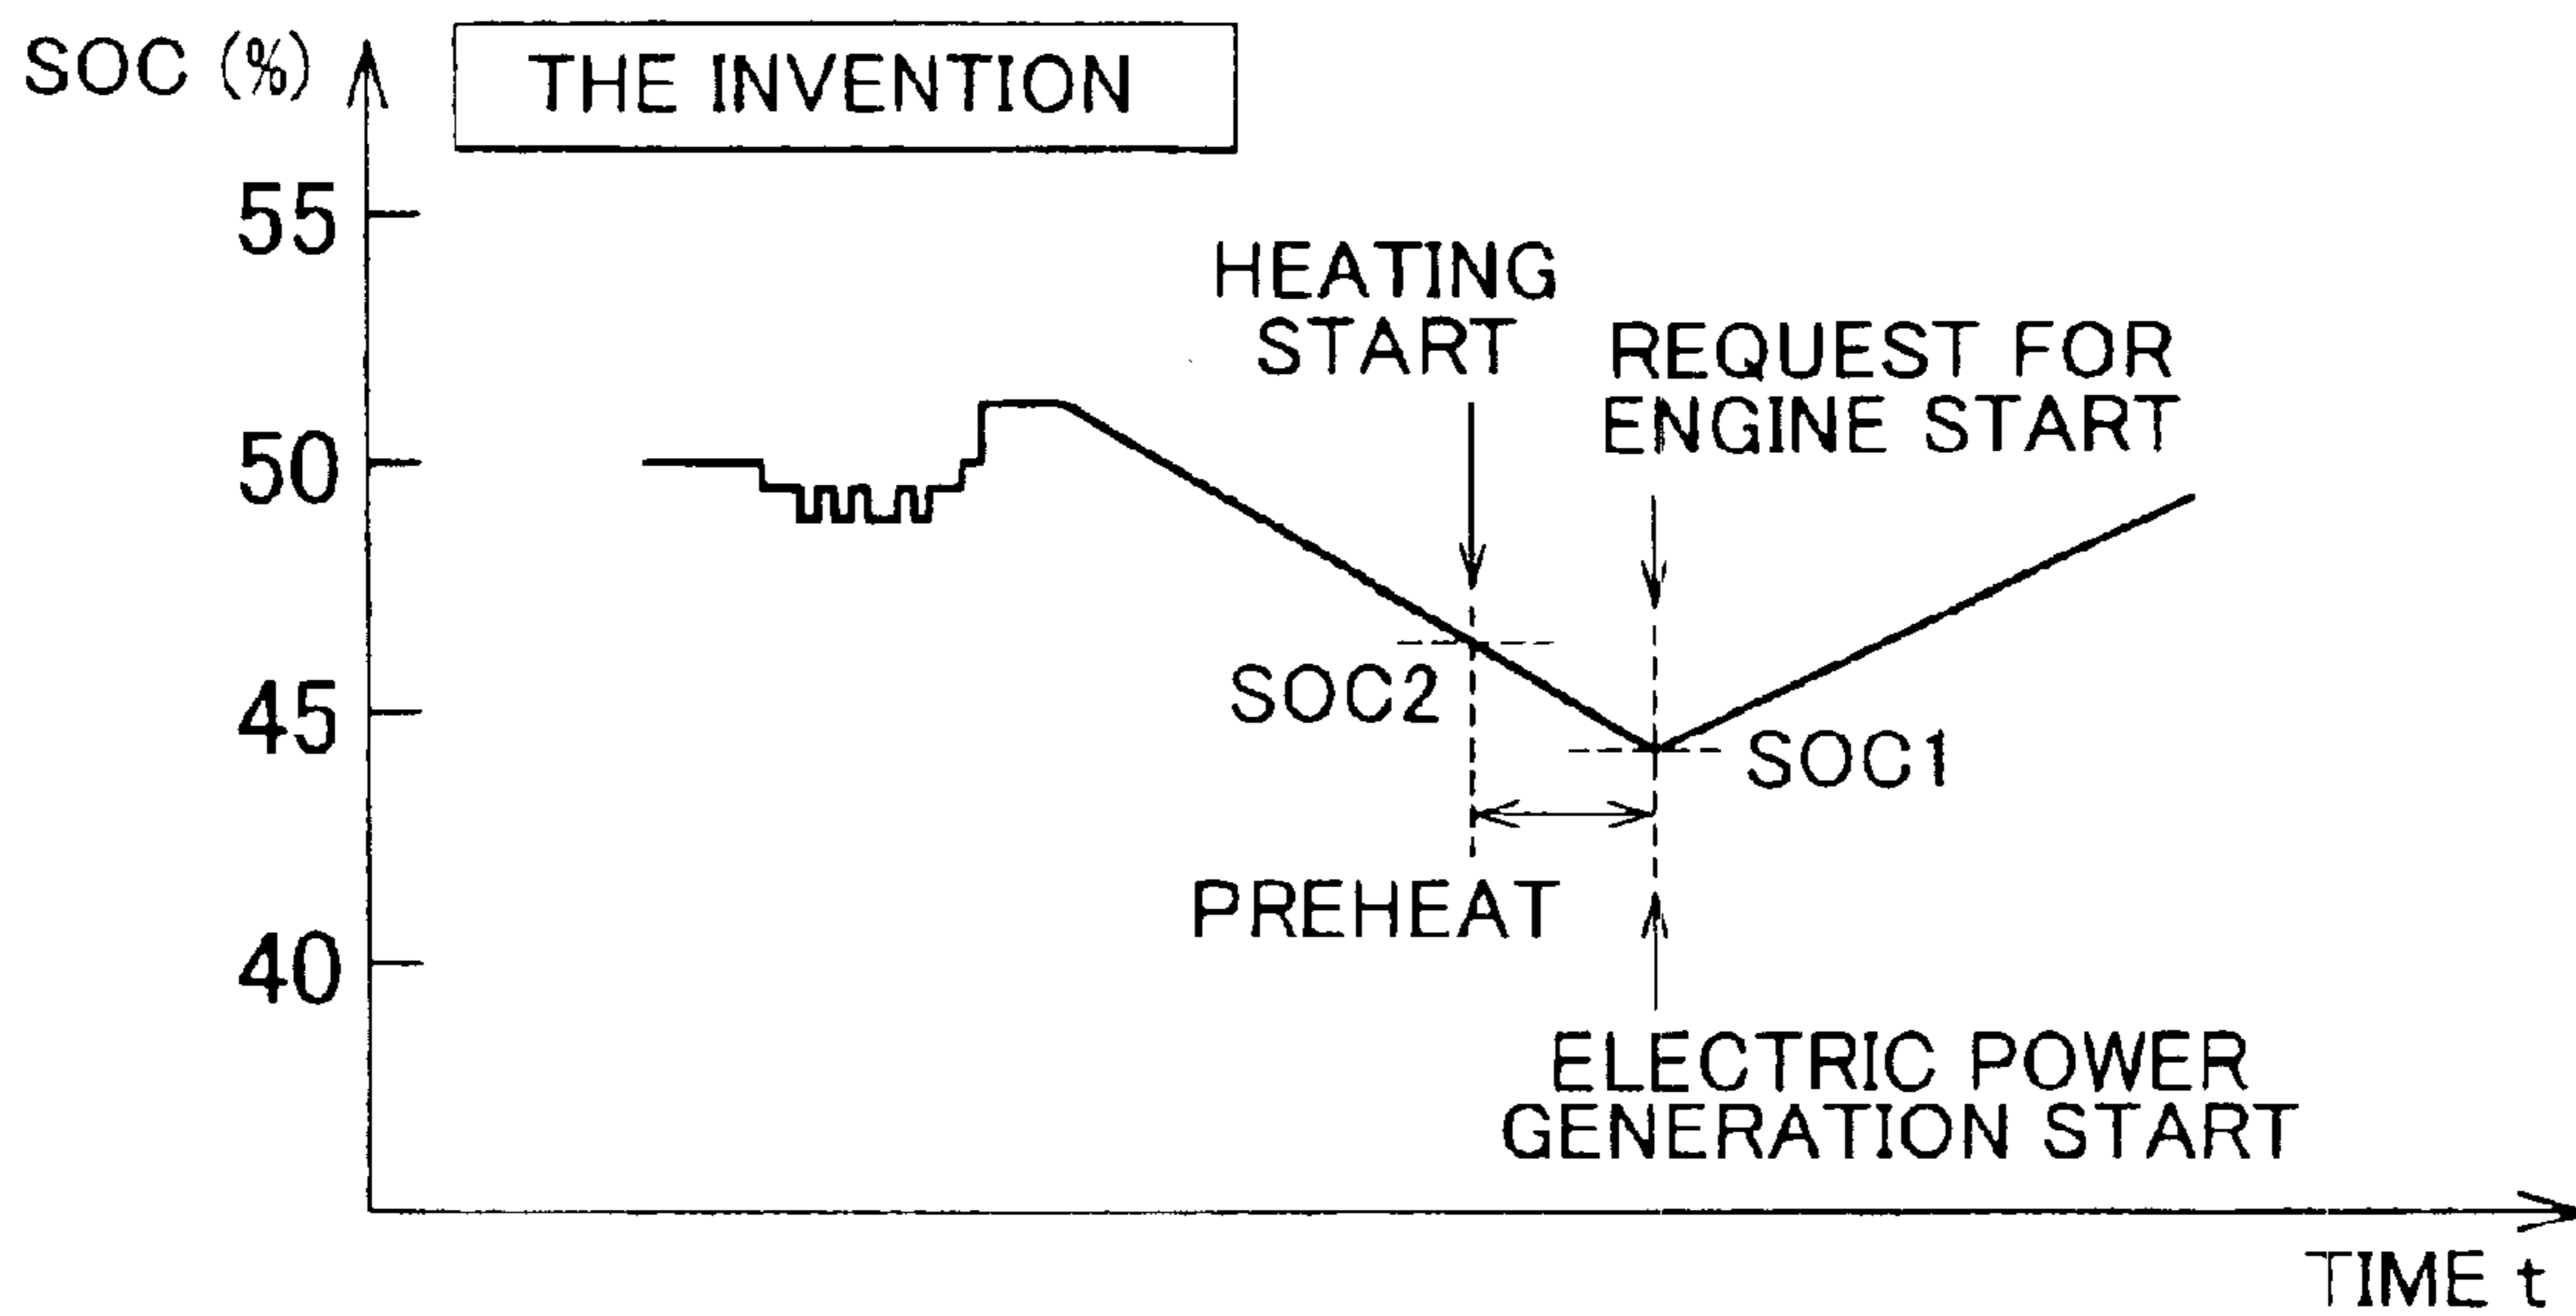 SOC (%)
THE INVENTION
55
50
45
40
HEATING
START
REQUEST FOR
ENGINE START
SOC2
SOC1
PREHEAT
ELECTRIC POWER
GENERATION START
TIME t